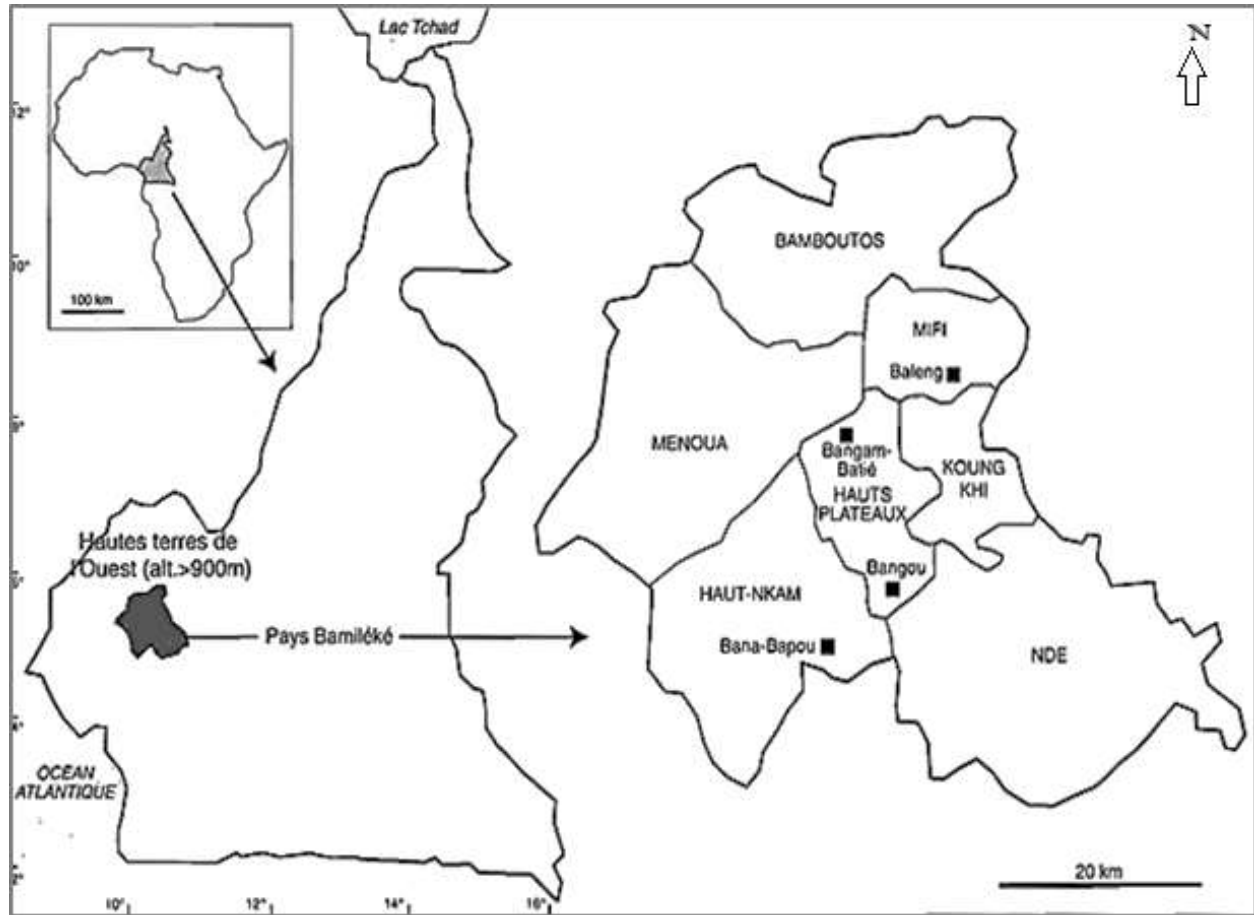 Lac Tchad
N
100 km
12°
10°
8°
6°
4°
2°
10°
12°
14°
16°
Hautes terres de
l'Ouest (alt.>900m)
Pays Bamiléké
OCEAN
ATLANTIQUE
BAMBOUTOS
MIFI
Baleng
MENOUA
Bangam-
Batié
HAUTS
PLATEAUX
KOUNG
KHI
Bangou
HAUT-NKAM
Bana-Bapou
NDE
20 km